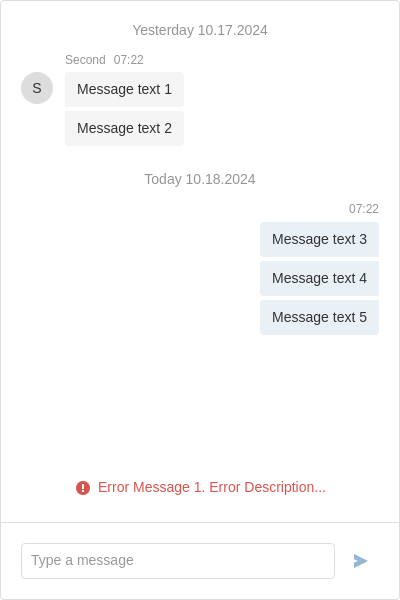 Yesterday 10.17.2024
Second 07:22
S
Message text 1
Message text 2
Today 10.18.2024
07:22
Message text 3
Message text 4
Message text 5
Error Message 1. Error Description...
Type a message